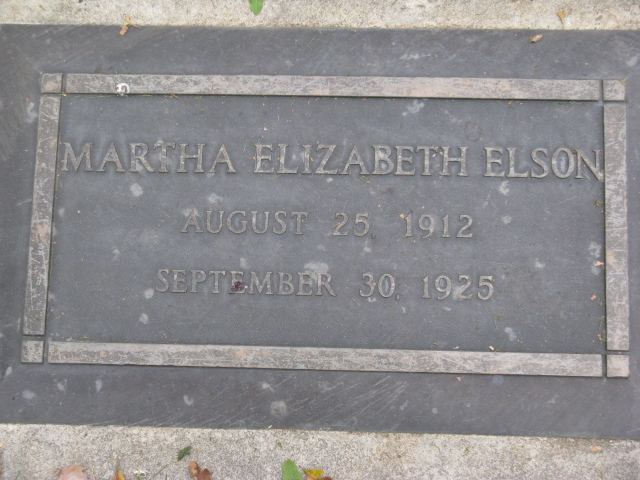 MARTHA ELIZABETH ELSON
AUGUST 25, 1912
SEPTEMBER 30, 1925